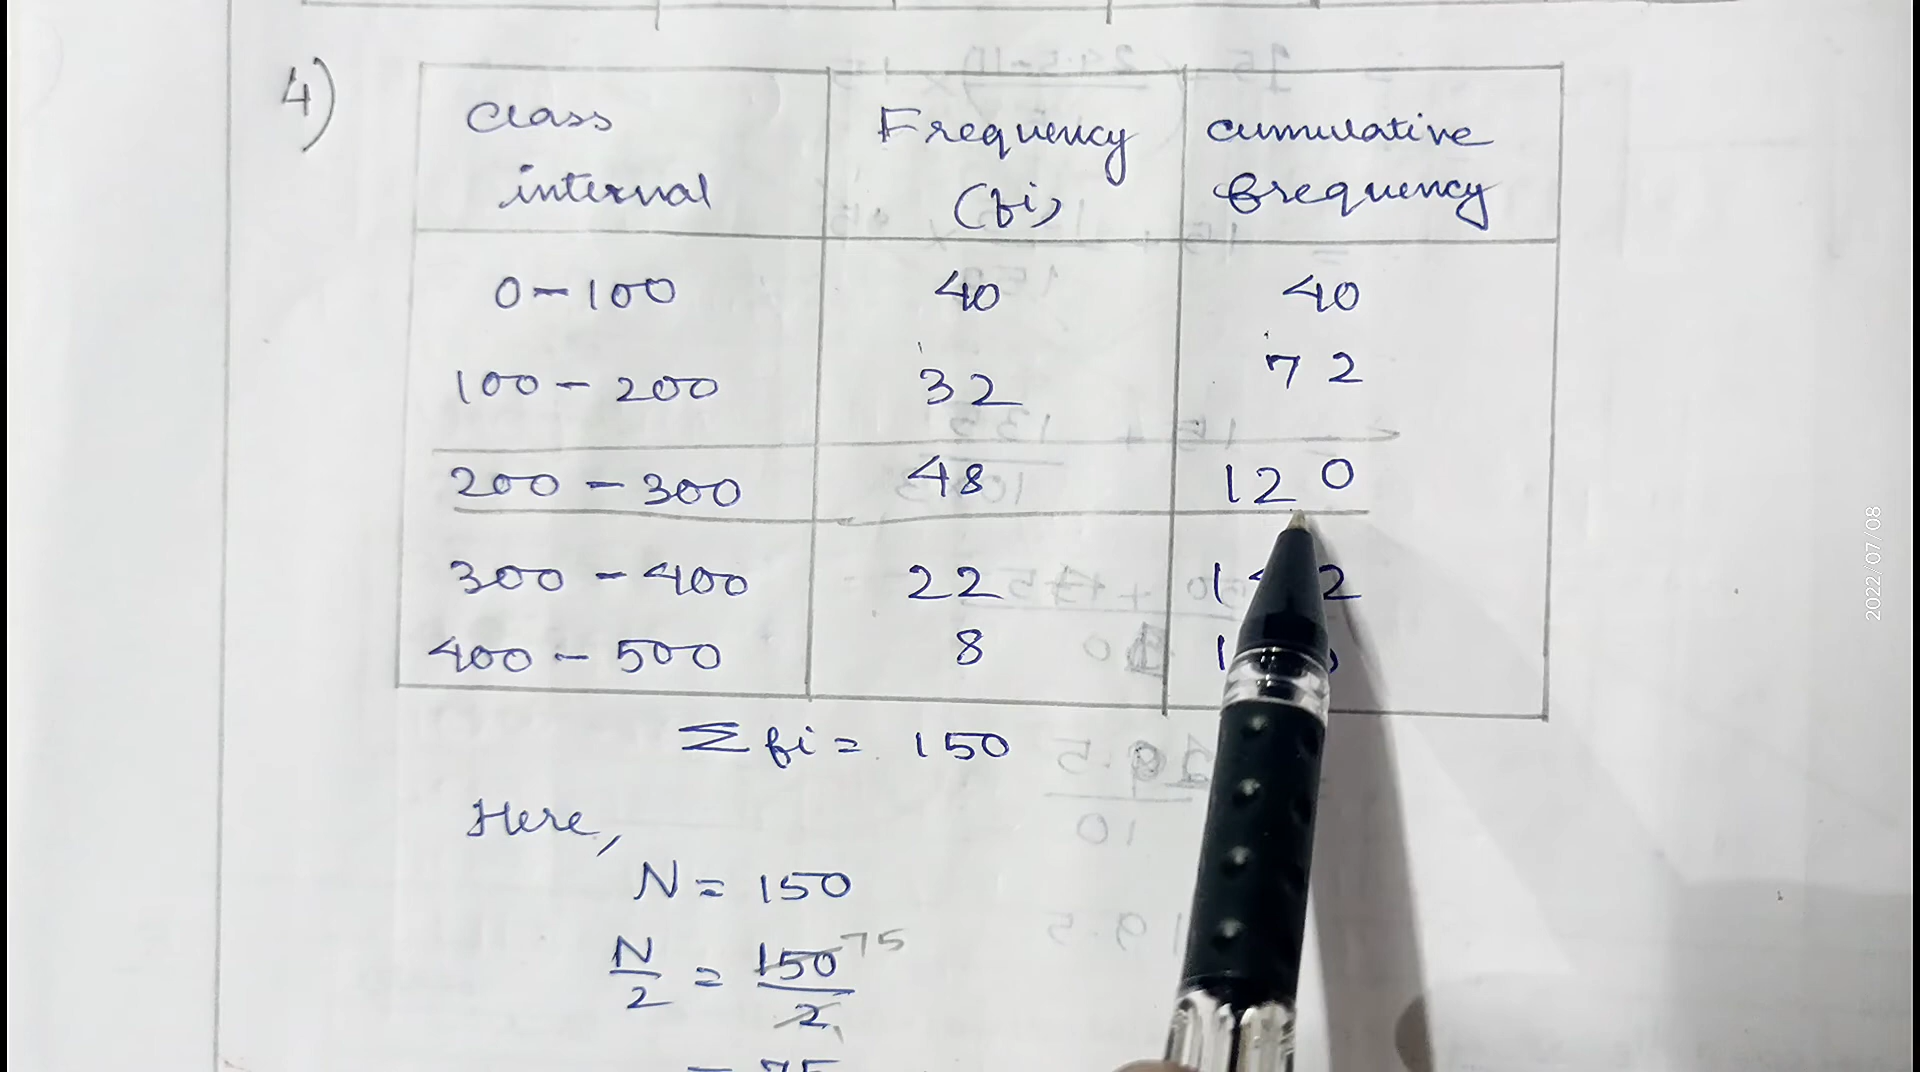 4)
Class interval Frequency (fi) cumulative frequency
0-100 40 40
100-200 32 72
200-300 48 120
300-400 22
400-500 8
Σfi = 150
Here,
N = 150
N/2 = 150/2 75
= 75
2022/07/08